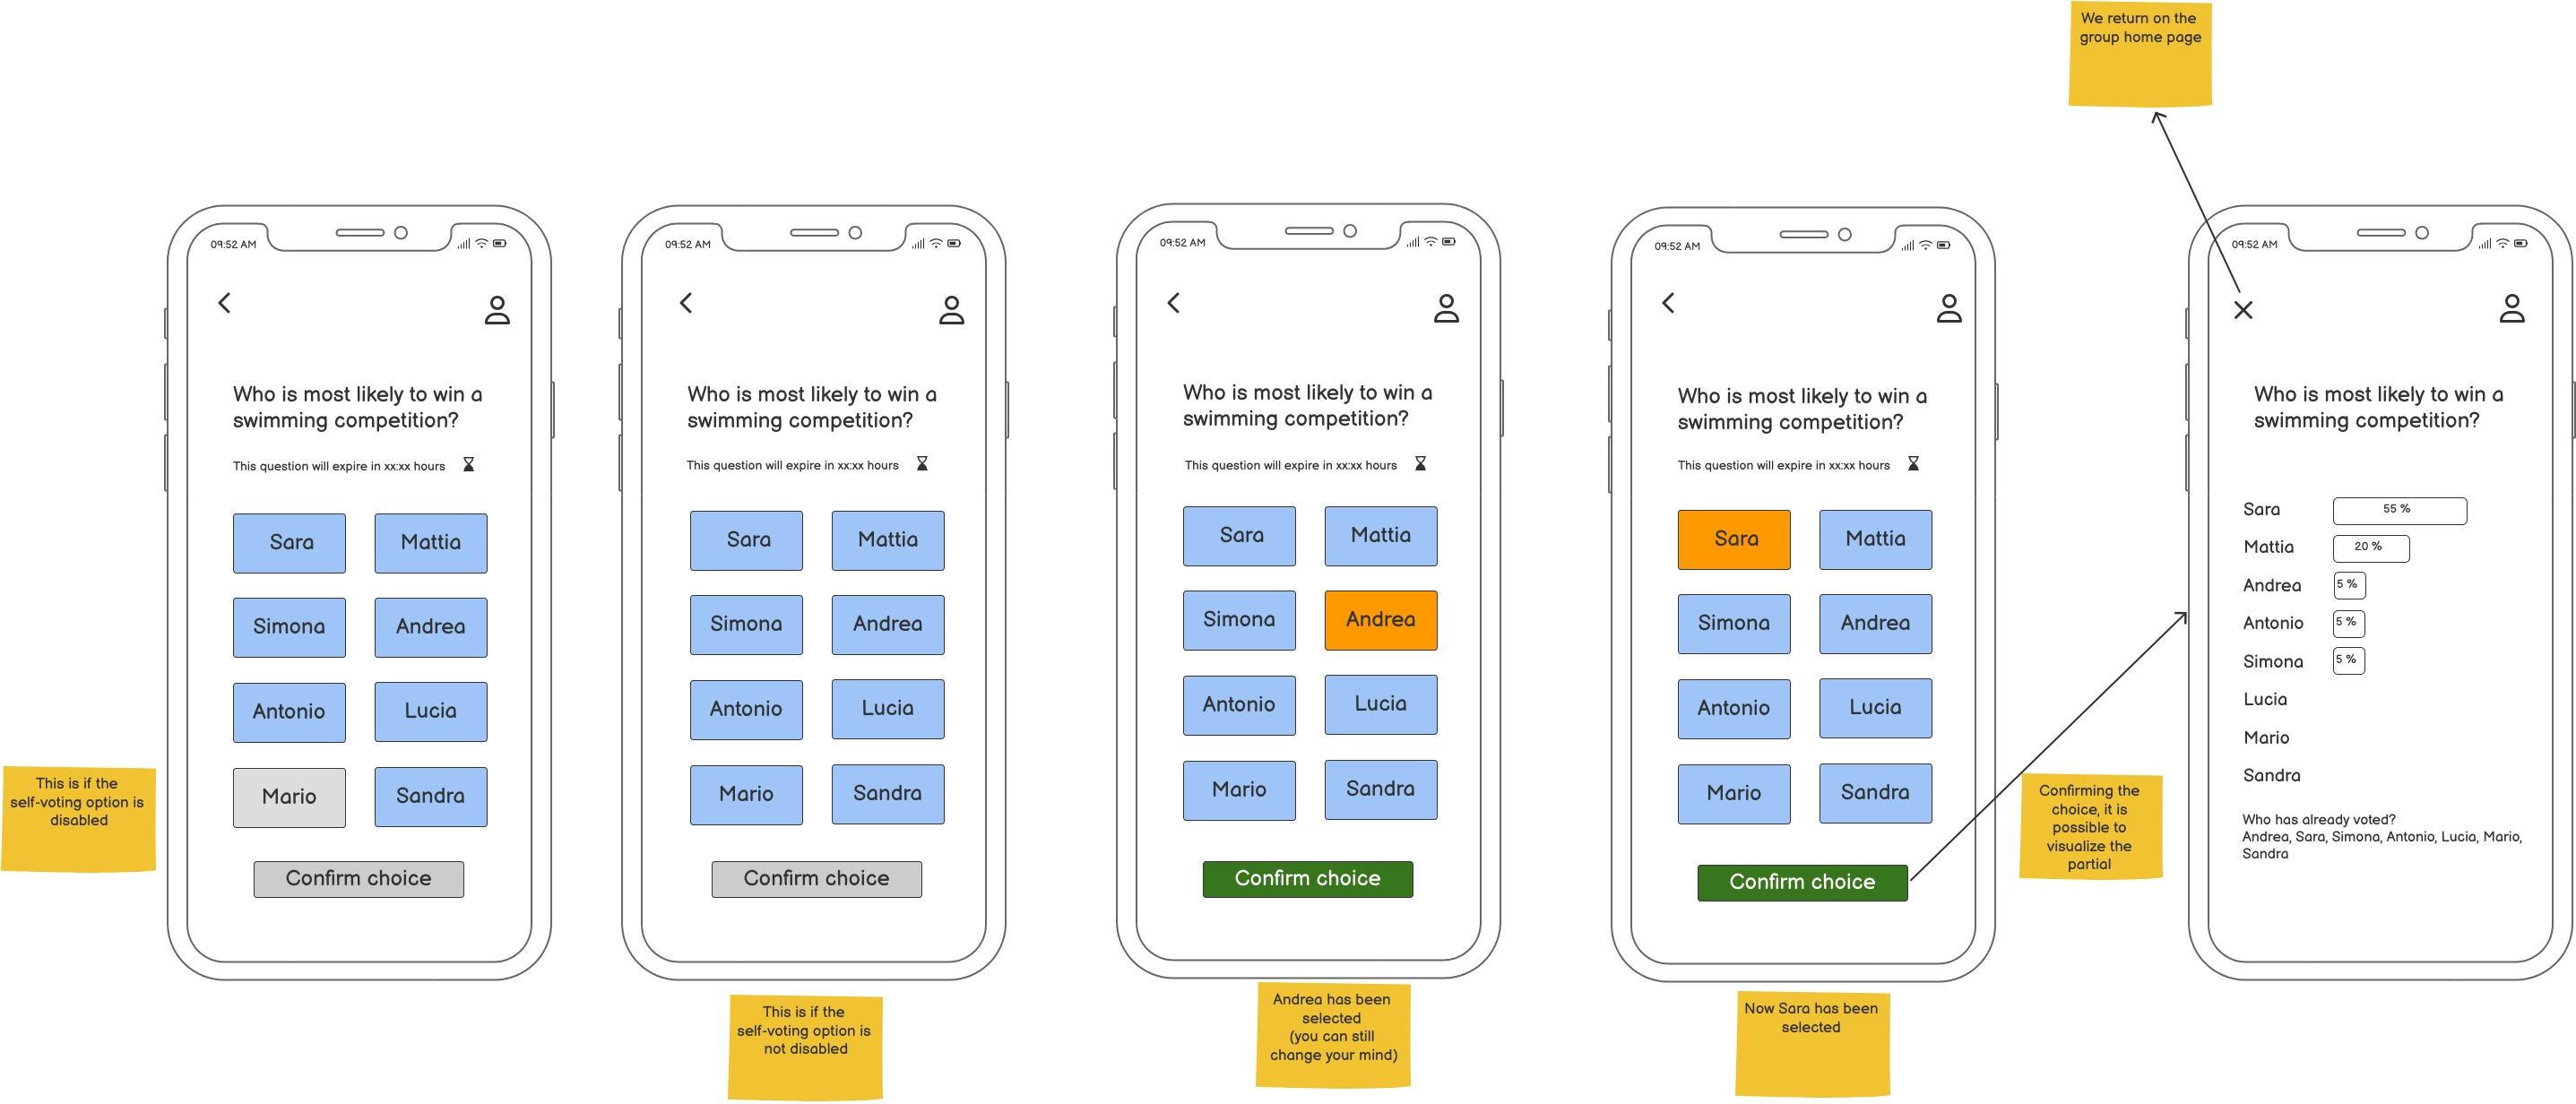 We return on the
group home page
09:52 AM
Who is most likely to win a
swimming competition?
This question will expire in xx:xx hours
Sara
Mattia
Simona
Andrea
Antonio
Lucia
Mario
Sandra
Confirm choice
This is if the
self-voting option is
disabled
09:52 AM
Who is most likely to win a
swimming competition?
This question will expire in xx:xx hours
Sara
Mattia
Simona
Andrea
Antonio
Lucia
Mario
Sandra
Confirm choice
This is if the
self-voting option is
not disabled
09:52 AM
Who is most likely to win a
swimming competition?
This question will expire in xx:xx hours
Sara
Mattia
Simona
Andrea
Antonio
Lucia
Mario
Sandra
Confirm choice
Andrea has been
selected
(you can still
change your mind)
09:52 AM
Who is most likely to win a
swimming competition?
This question will expire in xx:xx hours
Sara
Mattia
Simona
Andrea
Antonio
Lucia
Mario
Sandra
Confirm choice
Now Sara has been
selected
Confirming the
choice, it is
possible to
visualize the
partial
09:52 AM
Who is most likely to win a
swimming competition?
Sara 55 %
Mattia 20 %
Andrea 5 %
Antonio 5 %
Simona 5 %
Lucia
Mario
Sandra
Who has already voted?
Andrea, Sara, Simona, Antonio, Lucia, Mario,
Sandra